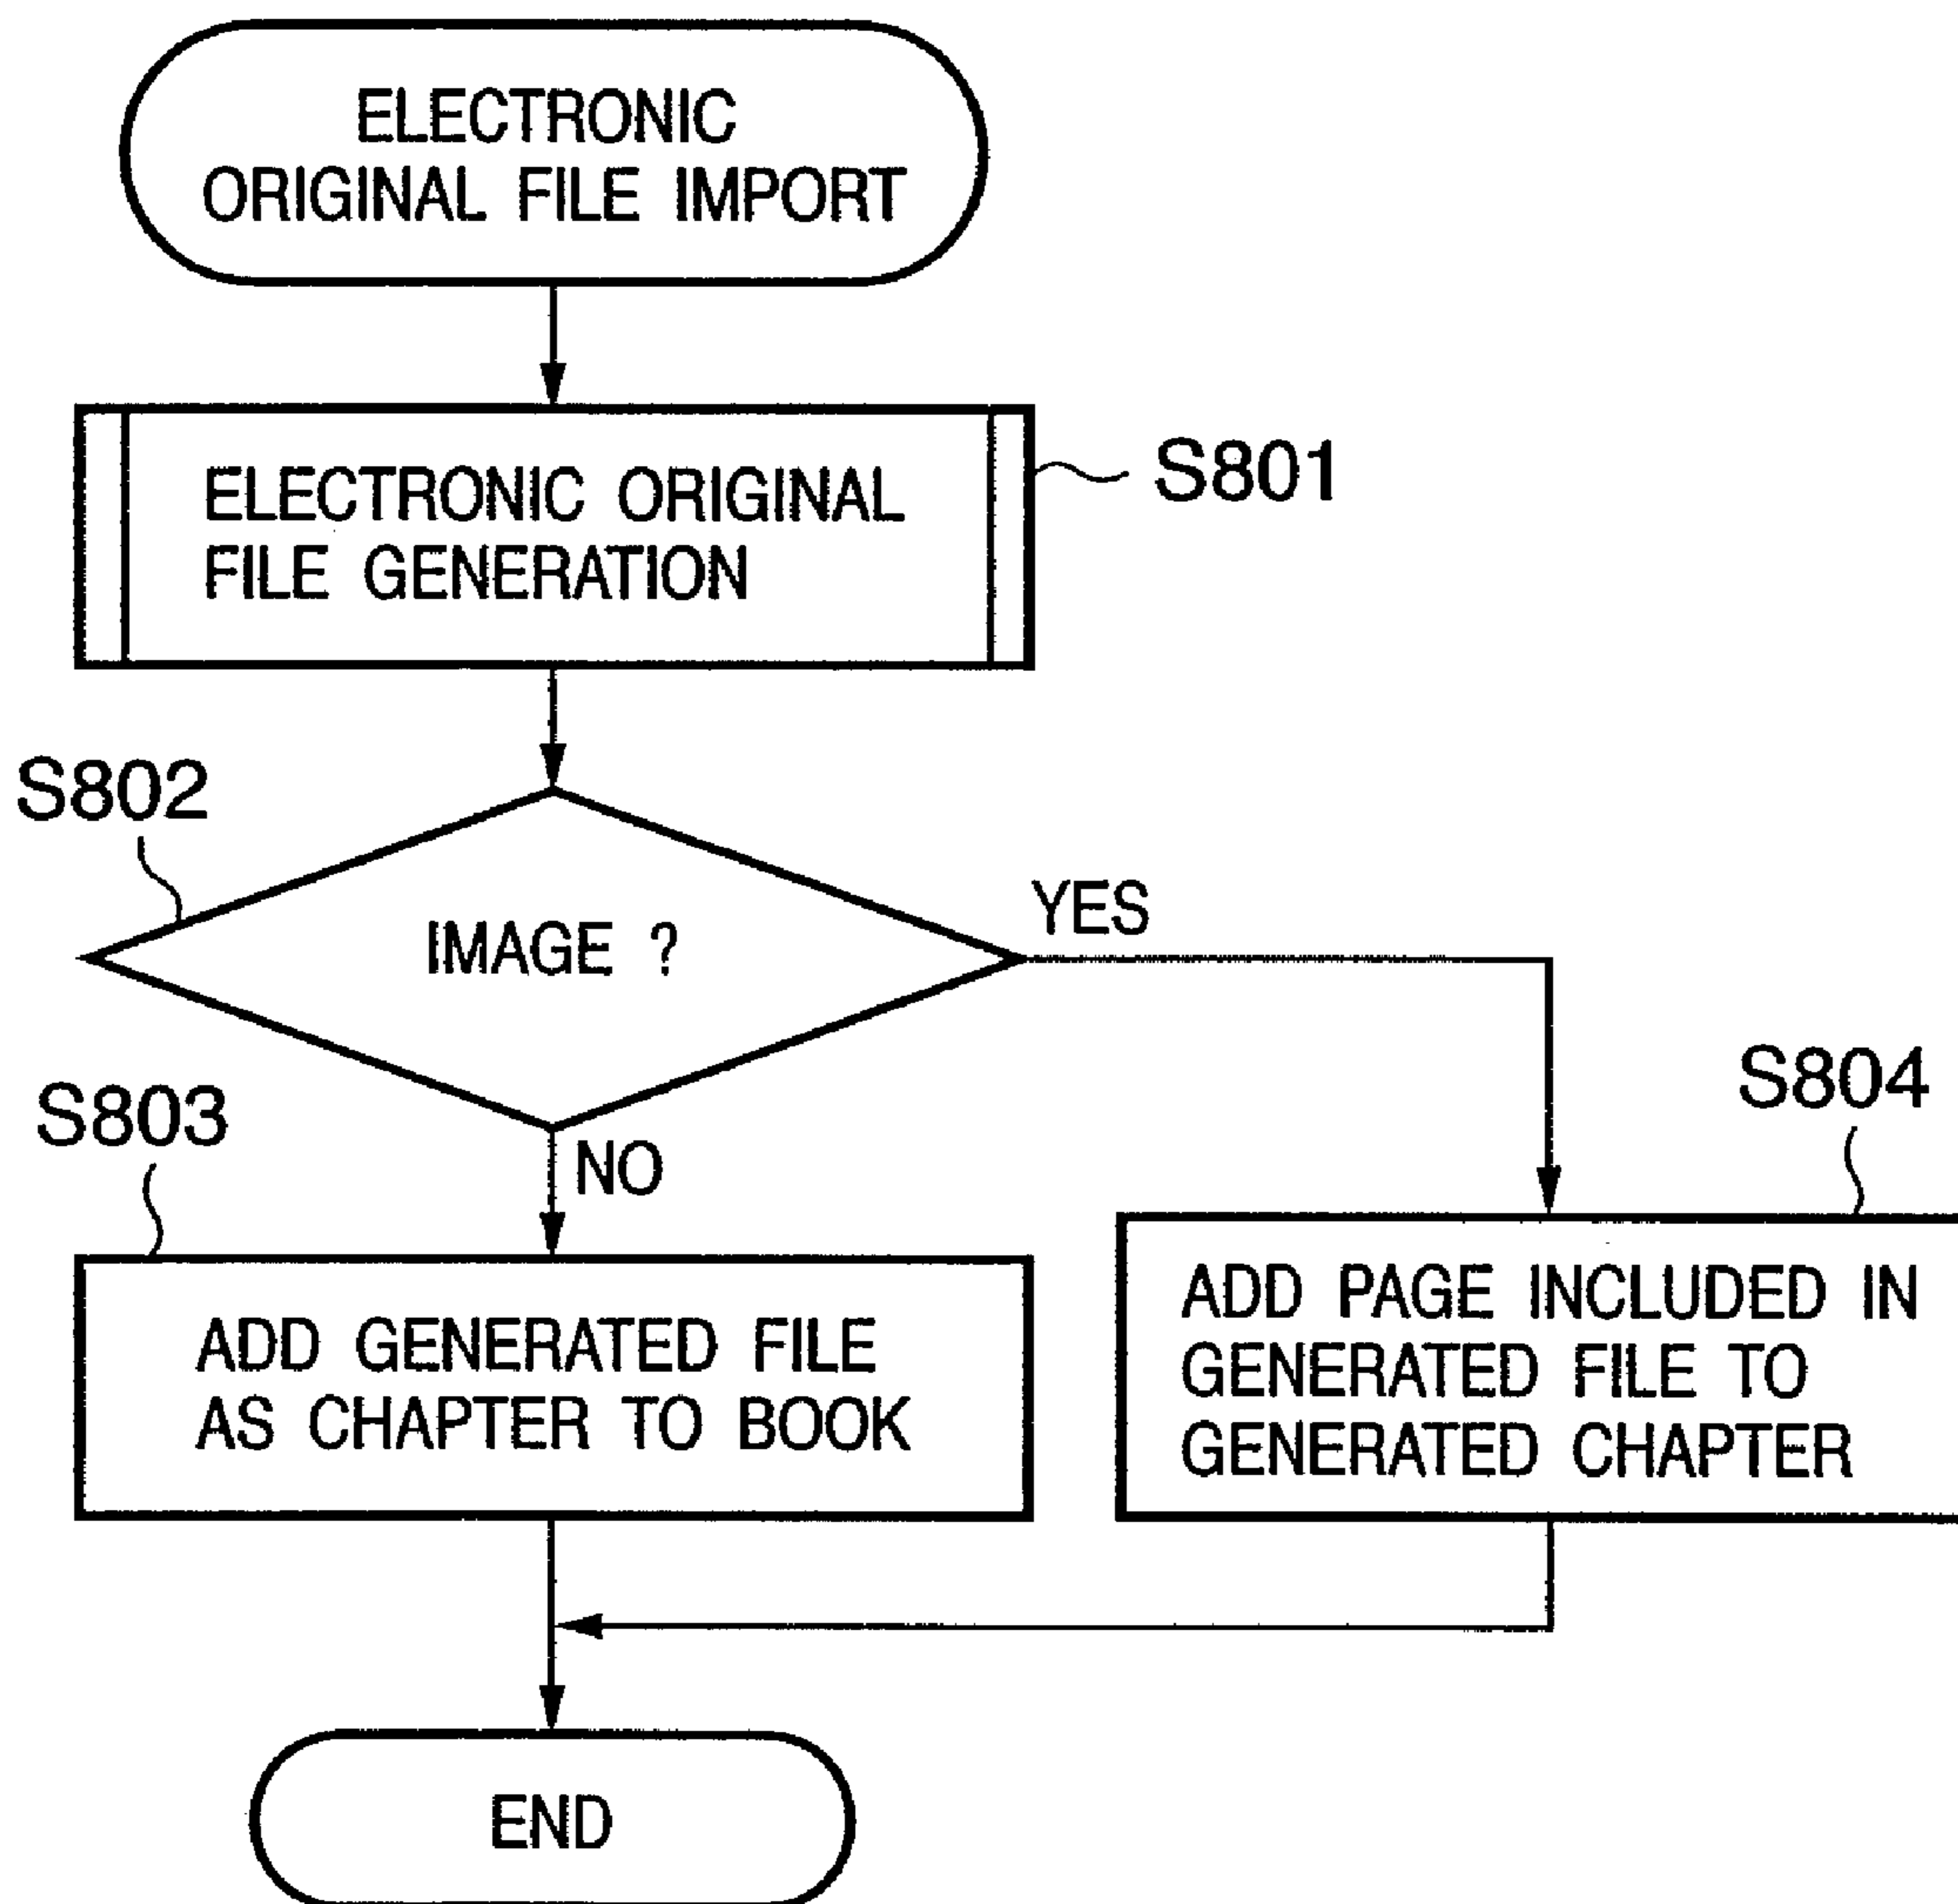 ELECTRONIC
ORIGINAL FILE IMPORT
ELECTRONIC ORIGINAL
FILE GENERATION
S801
S802
IMAGE ?
YES
NO
S803
ADD GENERATED FILE
AS CHAPTER TO BOOK
S804
ADD PAGE INCLUDED IN
GENERATED FILE TO
GENERATED CHAPTER
END